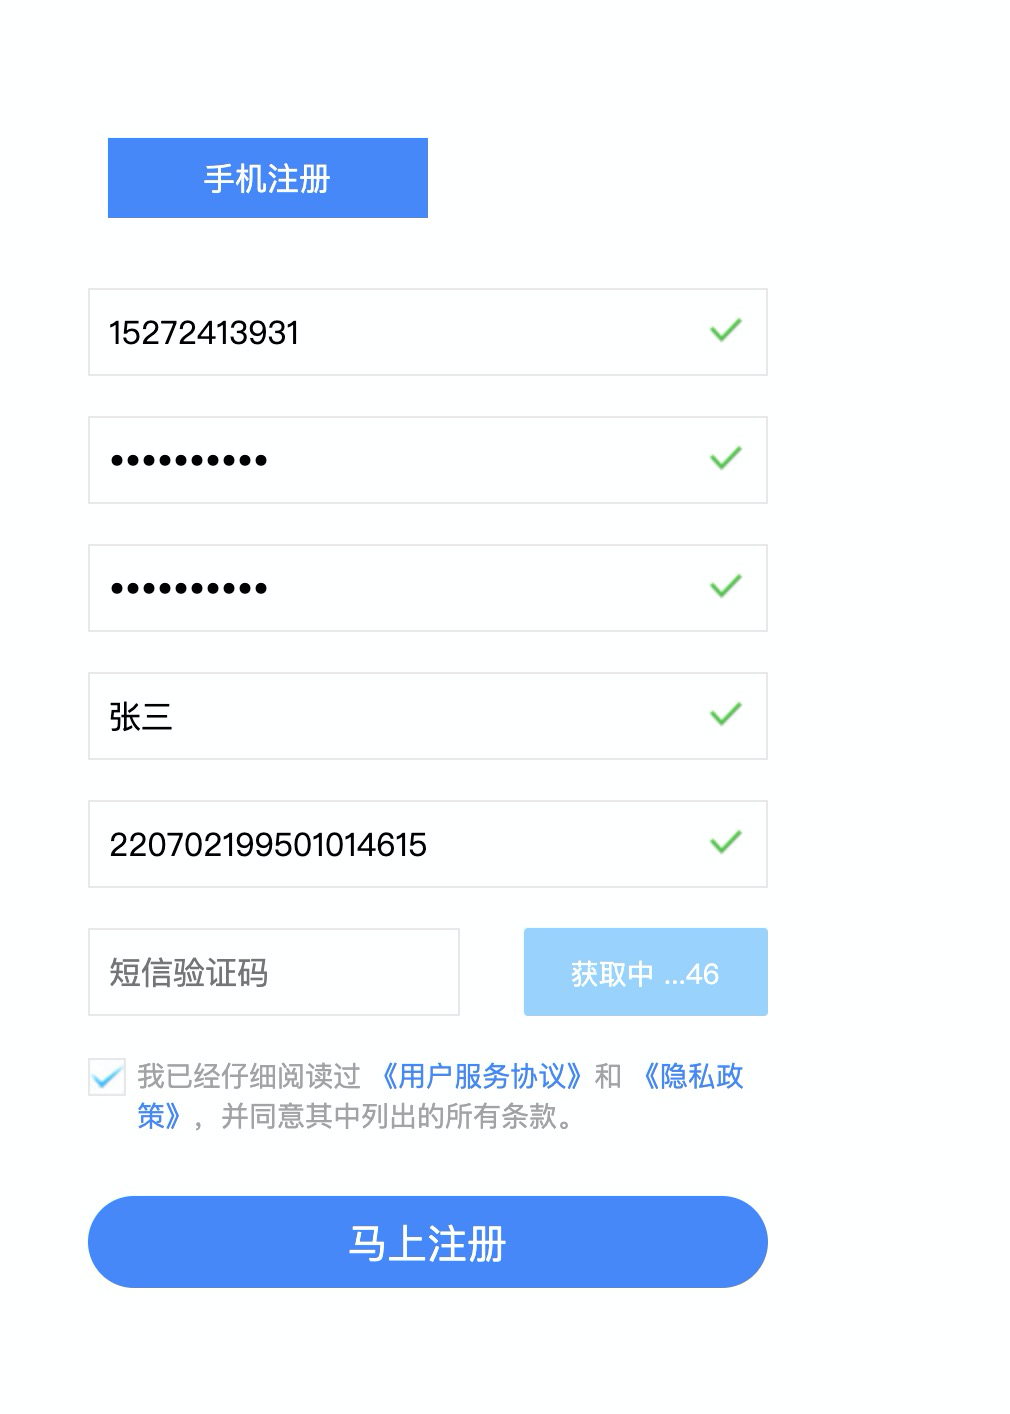 手机注册
15272413931
••••••••••
••••••••••
张三
220702199501014615
短信验证码
获取中 ...46
我已经仔细阅读过 《用户服务协议》和 《隐私政
策》，并同意其中列出的所有条款。
马上注册